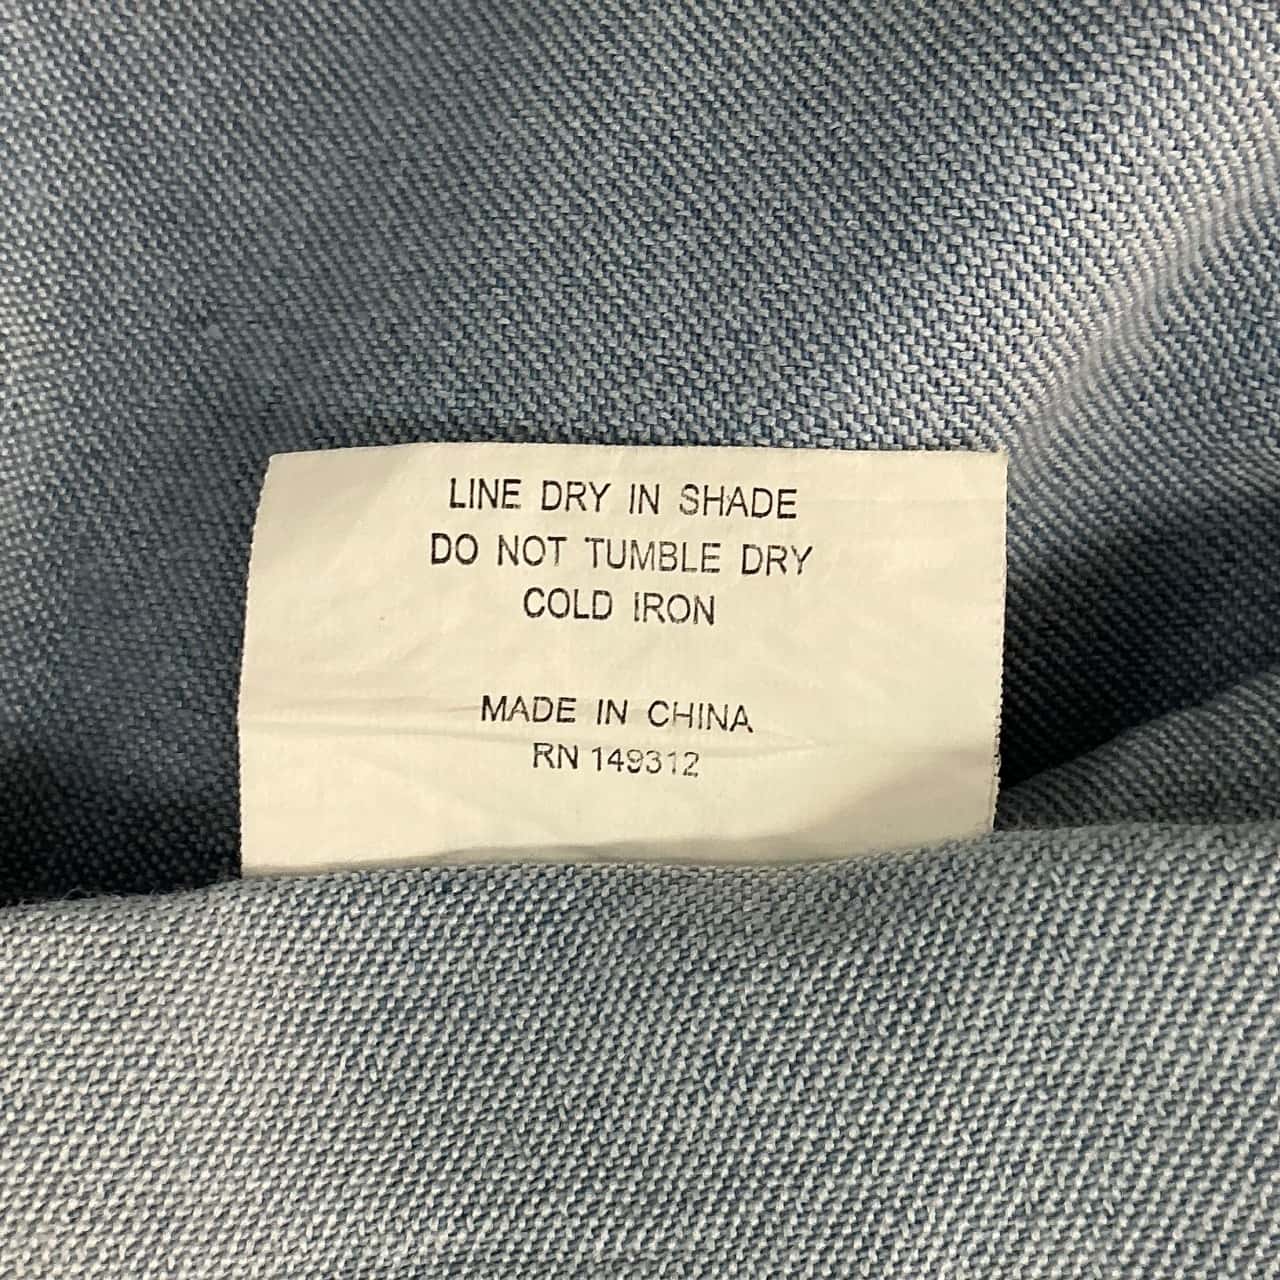 LINE DRY IN SHADE
DO NOT TUMBLE DRY
COLD IRON
MADE IN CHINA
RN 149312